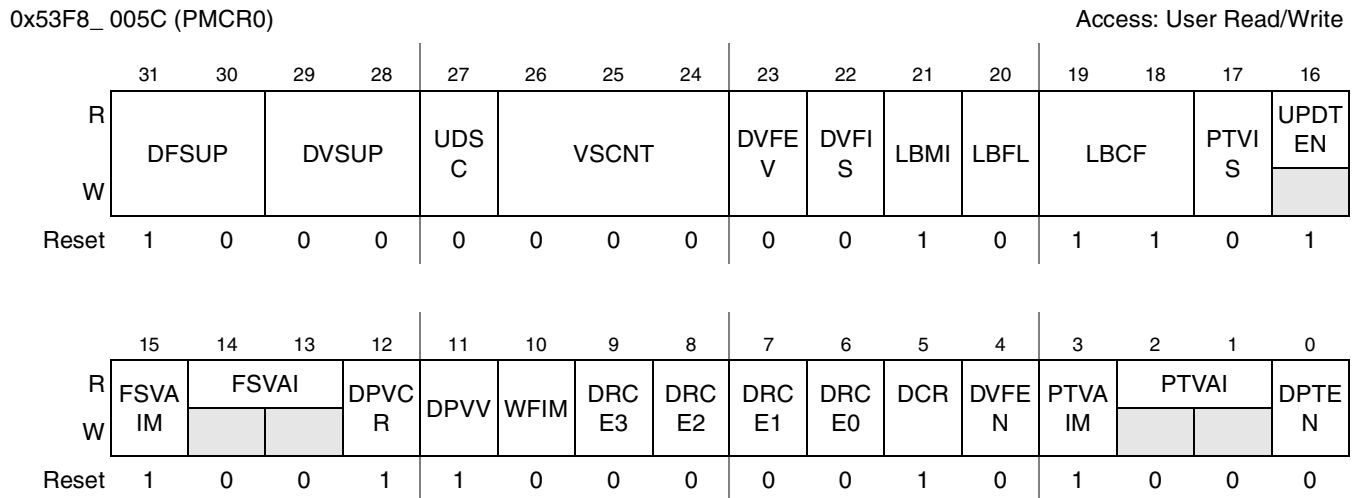 0x53F8_ 005C (PMCR0) Access: User Read/Write
31 30 29 28 27 26 25 24 23 22 21 20 19 18 17 16
R DFSUP DVSUP UDS C VSCNT DVFE V DVFI S LBMI LBFL LBCF PTVI S UPDT EN
W
Reset 1 0 0 0 0 0 0 0 0 0 1 0 1 1 0 1
15 14 13 12 11 10 9 8 7 6 5 4 3 2 1 0
R FSVA IM FSVAI DPVC R DPVV WFIM DRC E3 DRC E2 DRC E1 DRC E0 DCR DVFE N PTVA IM PTVAI DPTE N
W
Reset 1 0 0 1 1 0 0 0 0 0 1 0 1 0 0 0